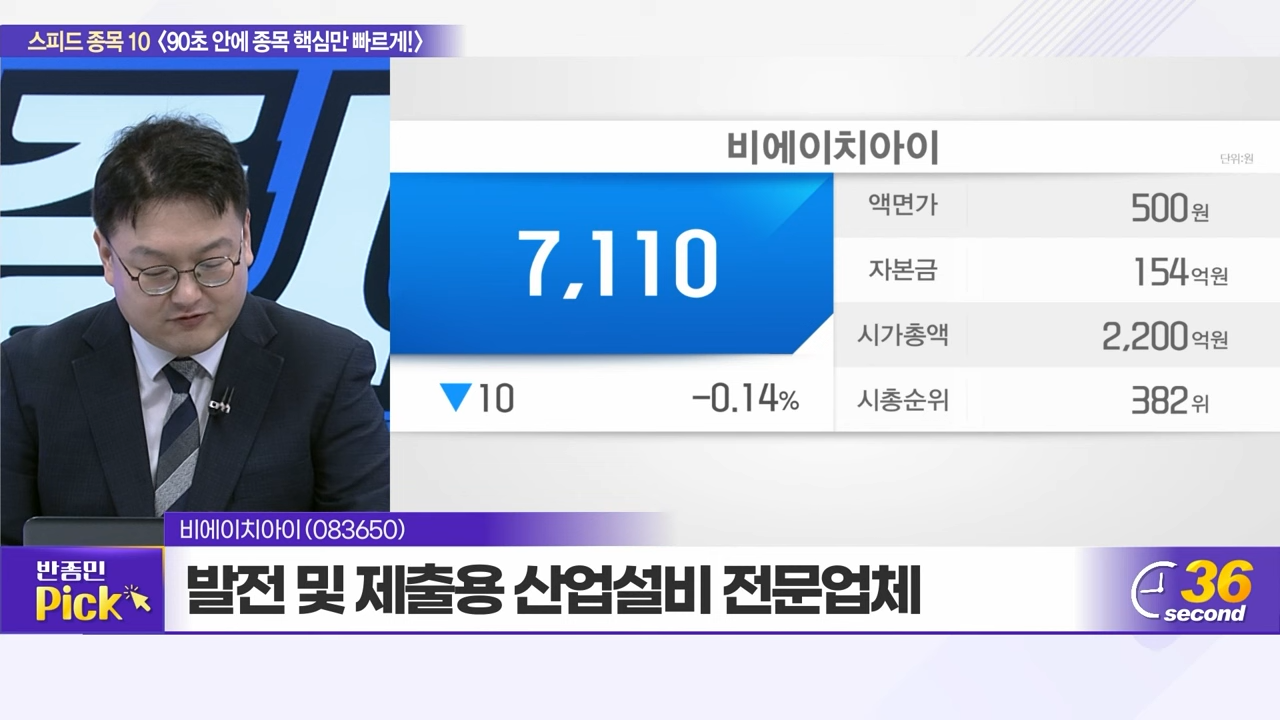 스피드 종목 10 〈90초 안에 종목 핵심만 빠르게!〉
비에이치아이
단위:원
7,110
▼10 -0.14%
액면가 500원
자본금 154억원
시가총액 2,200억원
시총순위 382위
비에이치아이(083650)
반종민
Pick
발전 및 제출용 산업설비 전문업체
36
second